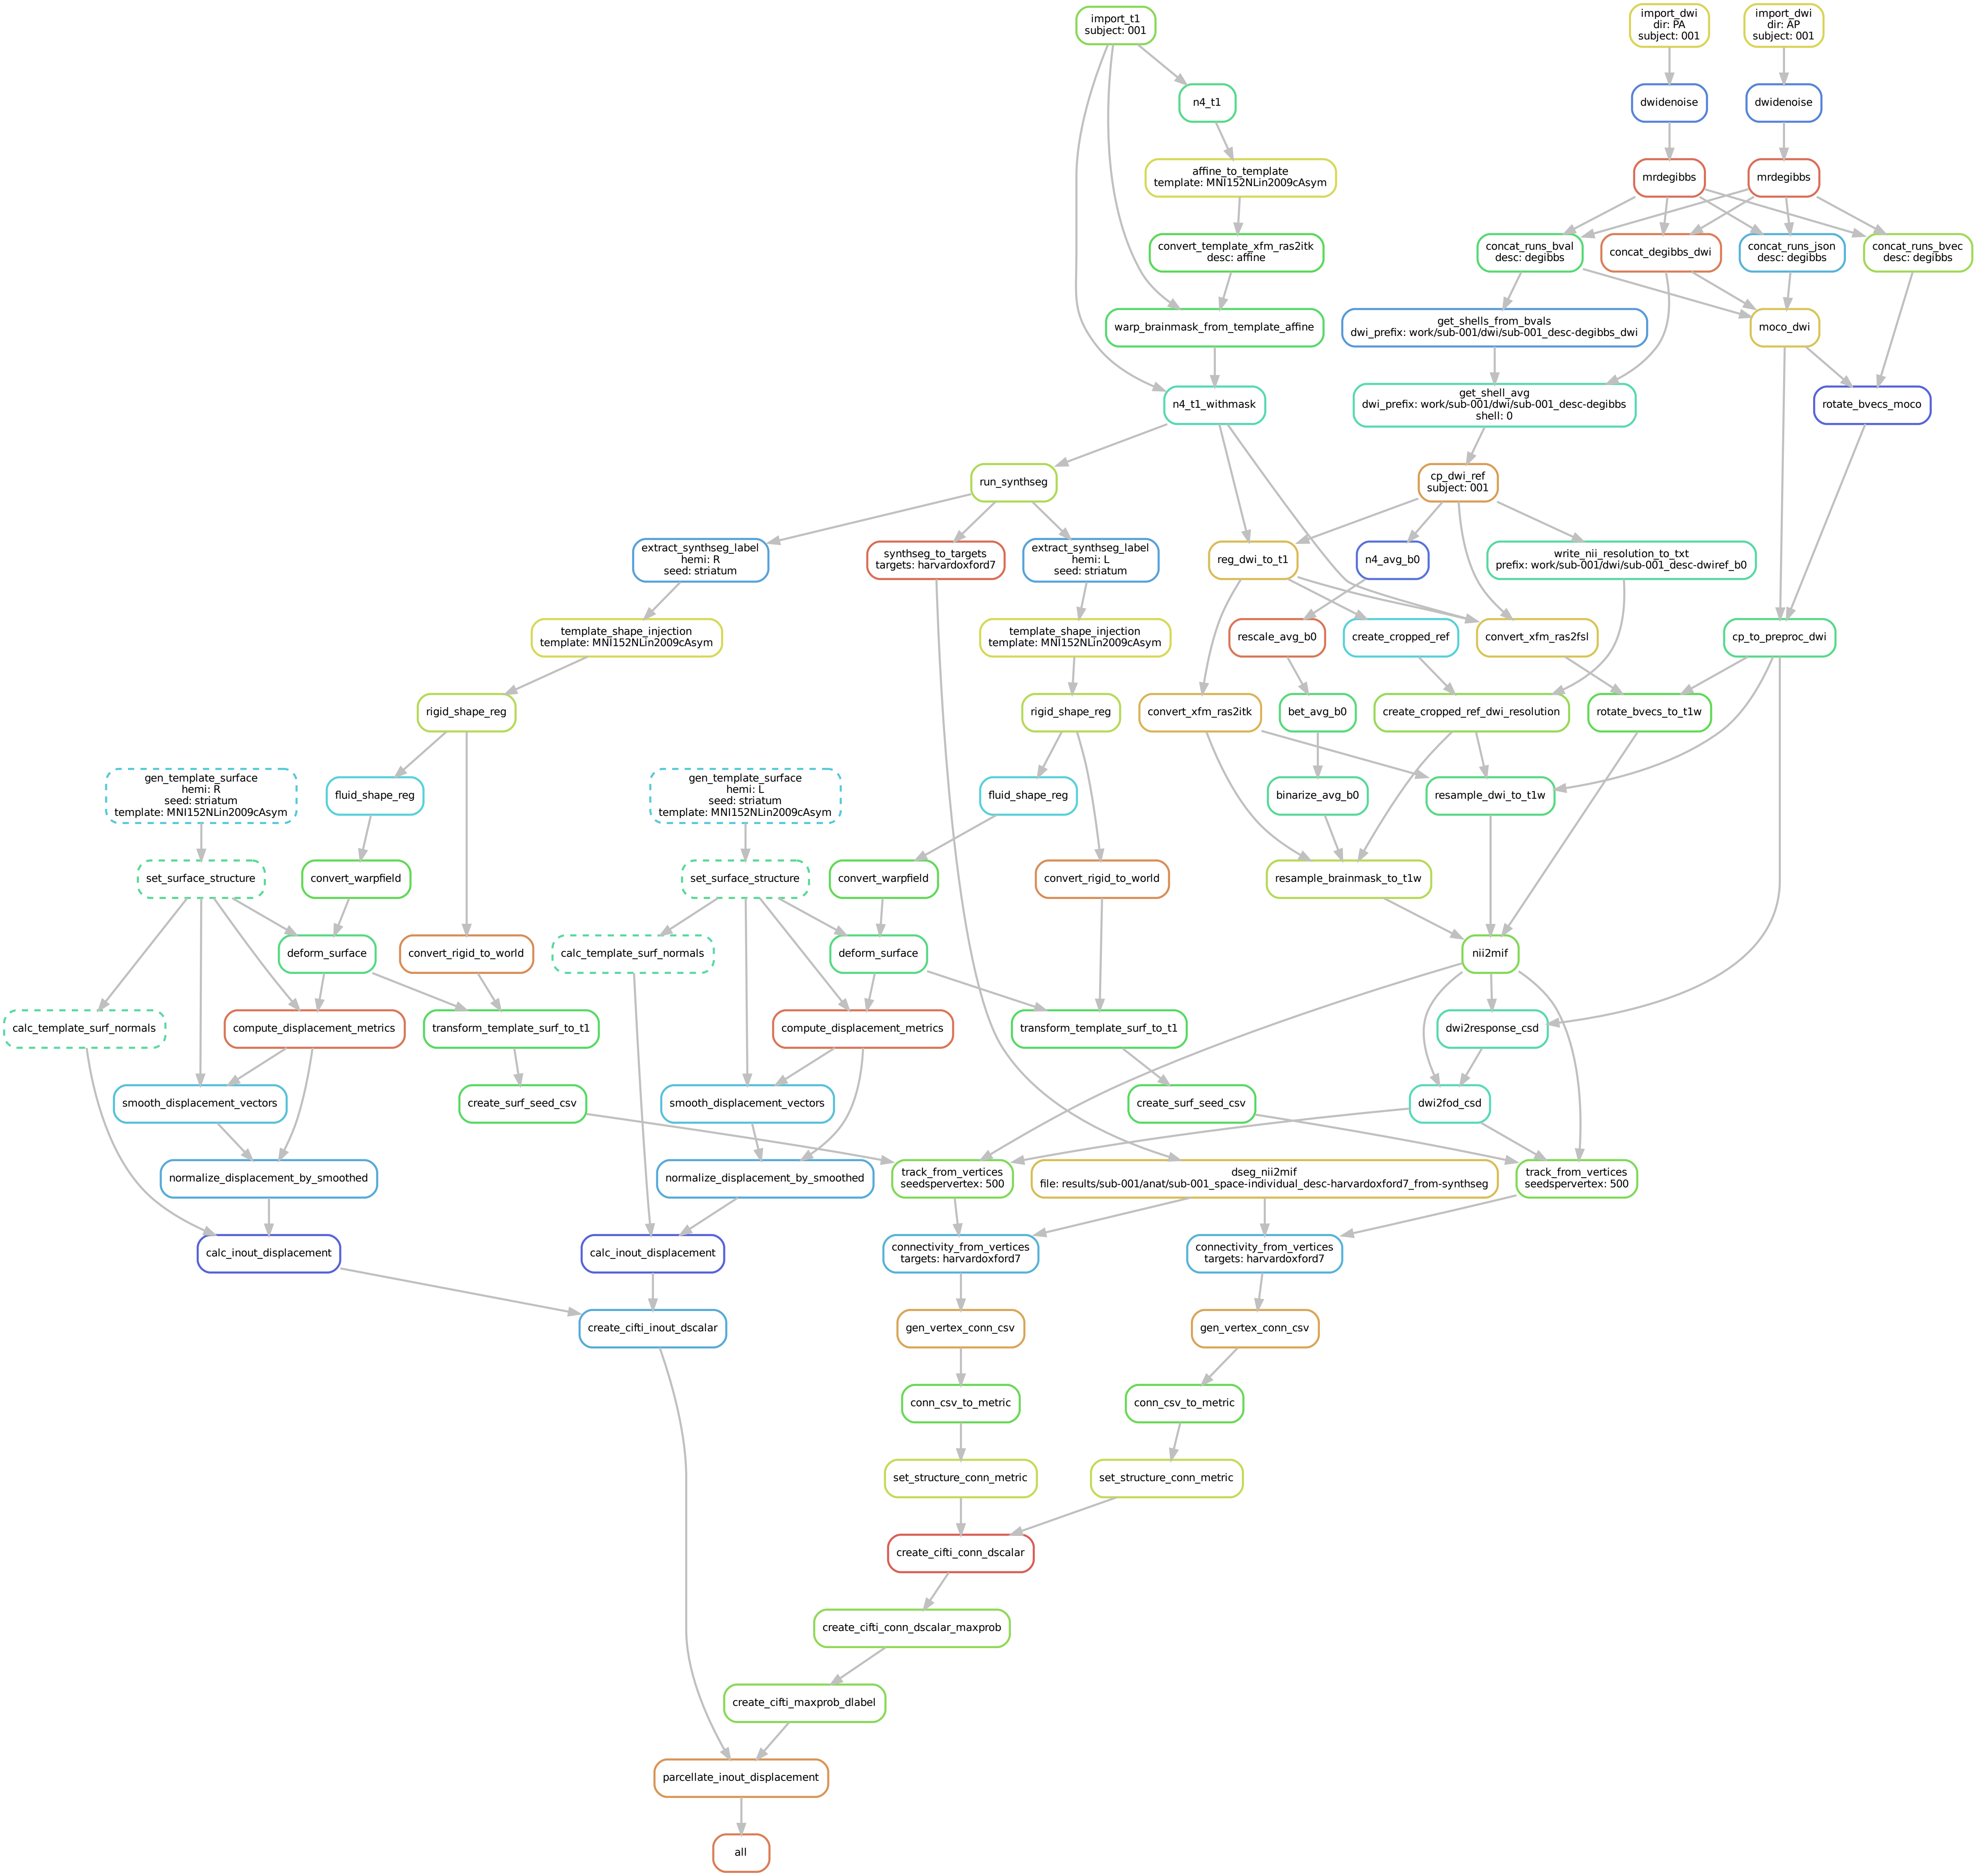 import_t1
subject: 001
import_dwi
dir: PA
subject: 001
import_dwi
dir: AP
subject: 001
n4_t1
dwidenoise
dwidenoise
affine_to_template
template: MNI152NLin2009cAsym
mrdegibbs
mrdegibbs
convert_template_xfm_ras2itk
desc: affine
concat_runs_bval
desc: degibbs
concat_degibbs_dwi
concat_runs_json
desc: degibbs
concat_runs_bvec
desc: degibbs
warp_brainmask_from_template_affine
get_shells_from_bvals
dwi_prefix: work/sub-001/dwi/sub-001_desc-degibbs_dwi
moco_dwi
n4_t1_withmask
get_shell_avg
dwi_prefix: work/sub-001/dwi/sub-001_desc-degibbs
shell: 0
rotate_bvecs_moco
run_synthseg
cp_dwi_ref
subject: 001
extract_synthseg_label
hemi: R
seed: striatum
synthseg_to_targets
targets: harvardoxford7
extract_synthseg_label
hemi: L
seed: striatum
reg_dwi_to_t1
n4_avg_b0
write_nii_resolution_to_txt
prefix: work/sub-001/dwi/sub-001_desc-dwiref_b0
template_shape_injection
template: MNI152NLin2009cAsym
template_shape_injection
template: MNI152NLin2009cAsym
rescale_avg_b0
create_cropped_ref
convert_xfm_ras2fsl
cp_to_preproc_dwi
rigid_shape_reg
rigid_shape_reg
convert_xfm_ras2itk
bet_avg_b0
create_cropped_ref_dwi_resolution
rotate_bvecs_to_t1w
gen_template_surface
hemi: R
seed: striatum
template: MNI152NLin2009cAsym
fluid_shape_reg
gen_template_surface
hemi: L
seed: striatum
template: MNI152NLin2009cAsym
fluid_shape_reg
binarize_avg_b0
resample_dwi_to_t1w
set_surface_structure
convert_warpfield
set_surface_structure
convert_warpfield
convert_rigid_to_world
resample_brainmask_to_t1w
deform_surface
convert_rigid_to_world
calc_template_surf_normals
deform_surface
nii2mif
calc_template_surf_normals
compute_displacement_metrics
transform_template_surf_to_t1
compute_displacement_metrics
transform_template_surf_to_t1
dwi2response_csd
smooth_displacement_vectors
create_surf_seed_csv
smooth_displacement_vectors
create_surf_seed_csv
dwi2fod_csd
normalize_displacement_by_smoothed
normalize_displacement_by_smoothed
track_from_vertices
seedspervertex: 500
dseg_nii2mif
file: results/sub-001/anat/sub-001_space-individual_desc-harvardoxford7_from-synthseg
track_from_vertices
seedspervertex: 500
calc_inout_displacement
calc_inout_displacement
connectivity_from_vertices
targets: harvardoxford7
connectivity_from_vertices
targets: harvardoxford7
create_cifti_inout_dscalar
gen_vertex_conn_csv
gen_vertex_conn_csv
conn_csv_to_metric
conn_csv_to_metric
set_structure_conn_metric
set_structure_conn_metric
create_cifti_conn_dscalar
create_cifti_conn_dscalar_maxprob
create_cifti_maxprob_dlabel
parcellate_inout_displacement
all